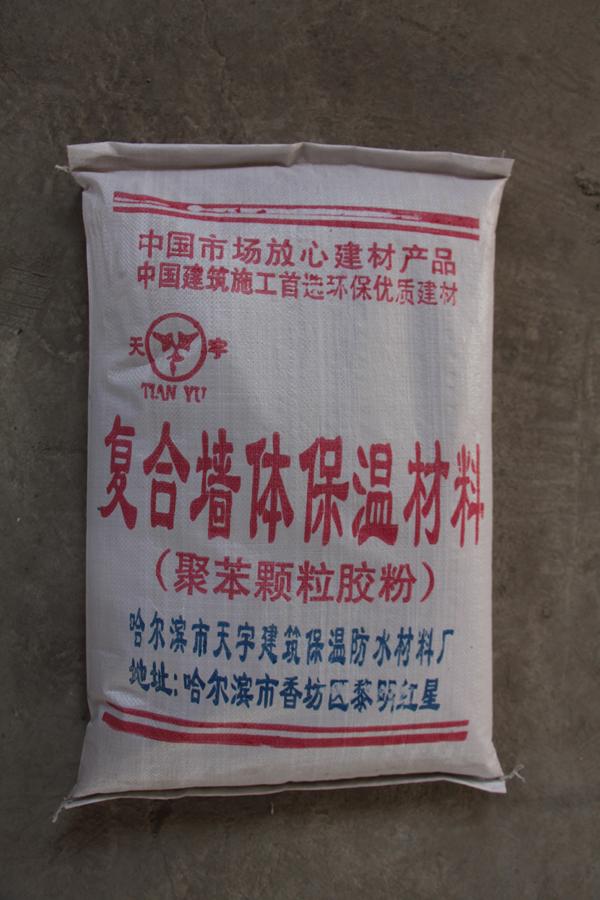 中国市场放心建材产品
中国建筑施工首选环保优质建材
天宇
TIAN YU
复合墙体保温材料
（聚苯颗粒胶粉）
哈尔滨市天宇建筑保温防水材料厂
地址:哈尔滨市香坊区黎明红星